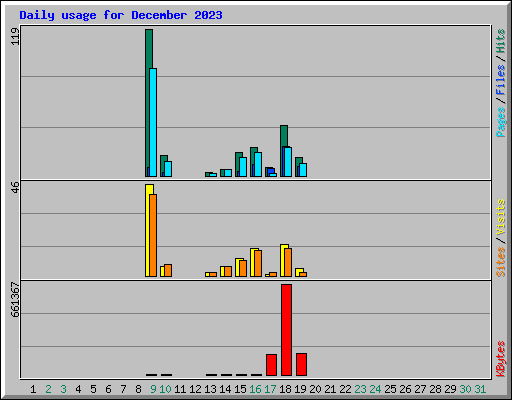 Daily usage for December 2023
119
Pages / Files / Hits
46
Sites / Visits
661367
KBytes
1 2 3 4 5 6 7 8 9 10 11 12 13 14 15 16 17 18 19 20 21 22 23 24 25 26 27 28 29 30 31